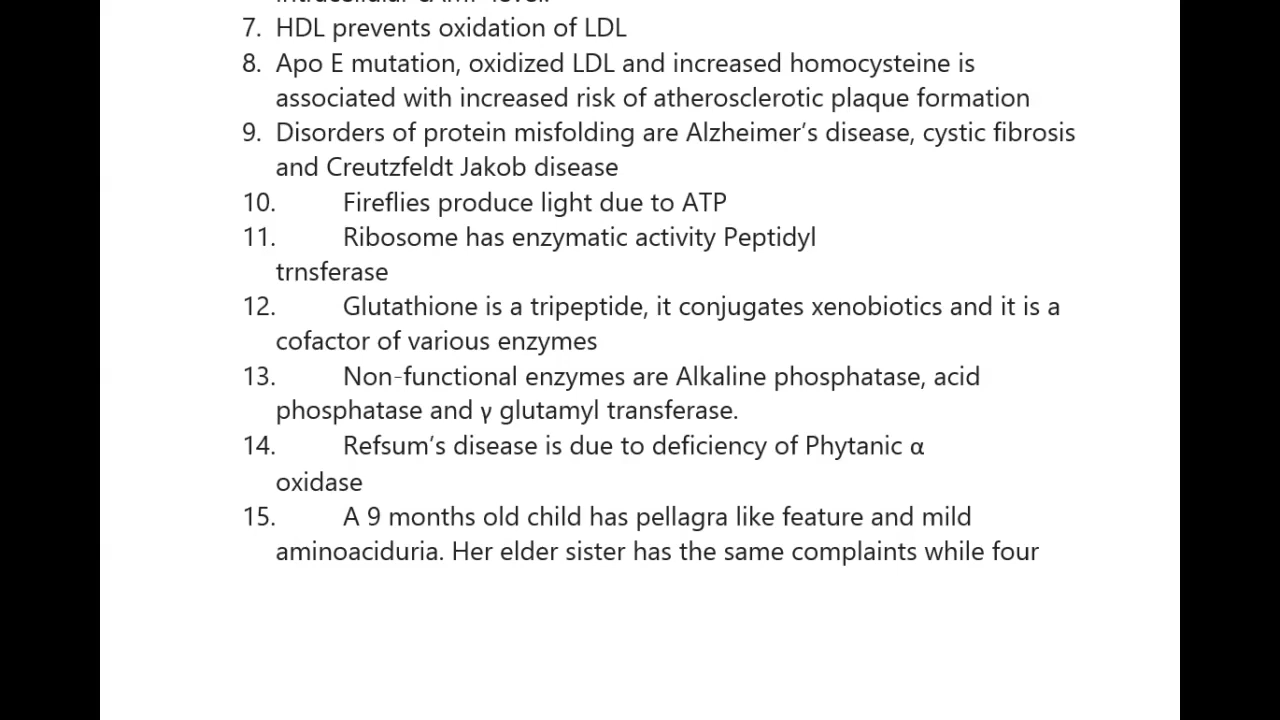 7. HDL prevents oxidation of LDL
8. Apo E mutation, oxidized LDL and increased homocysteine is
associated with increased risk of atherosclerotic plaque formation
9. Disorders of protein misfolding are Alzheimer’s disease, cystic fibrosis
and Creutzfeldt Jakob disease
10. Fireflies produce light due to ATP
11. Ribosome has enzymatic activity Peptidyl
trnsferase
12. Glutathione is a tripeptide, it conjugates xenobiotics and it is a
cofactor of various enzymes
13. Non-functional enzymes are Alkaline phosphatase, acid
phosphatase and γ glutamyl transferase.
14. Refsum’s disease is due to deficiency of Phytanic α
oxidase
15. A 9 months old child has pellagra like feature and mild
aminoaciduria. Her elder sister has the same complaints while four